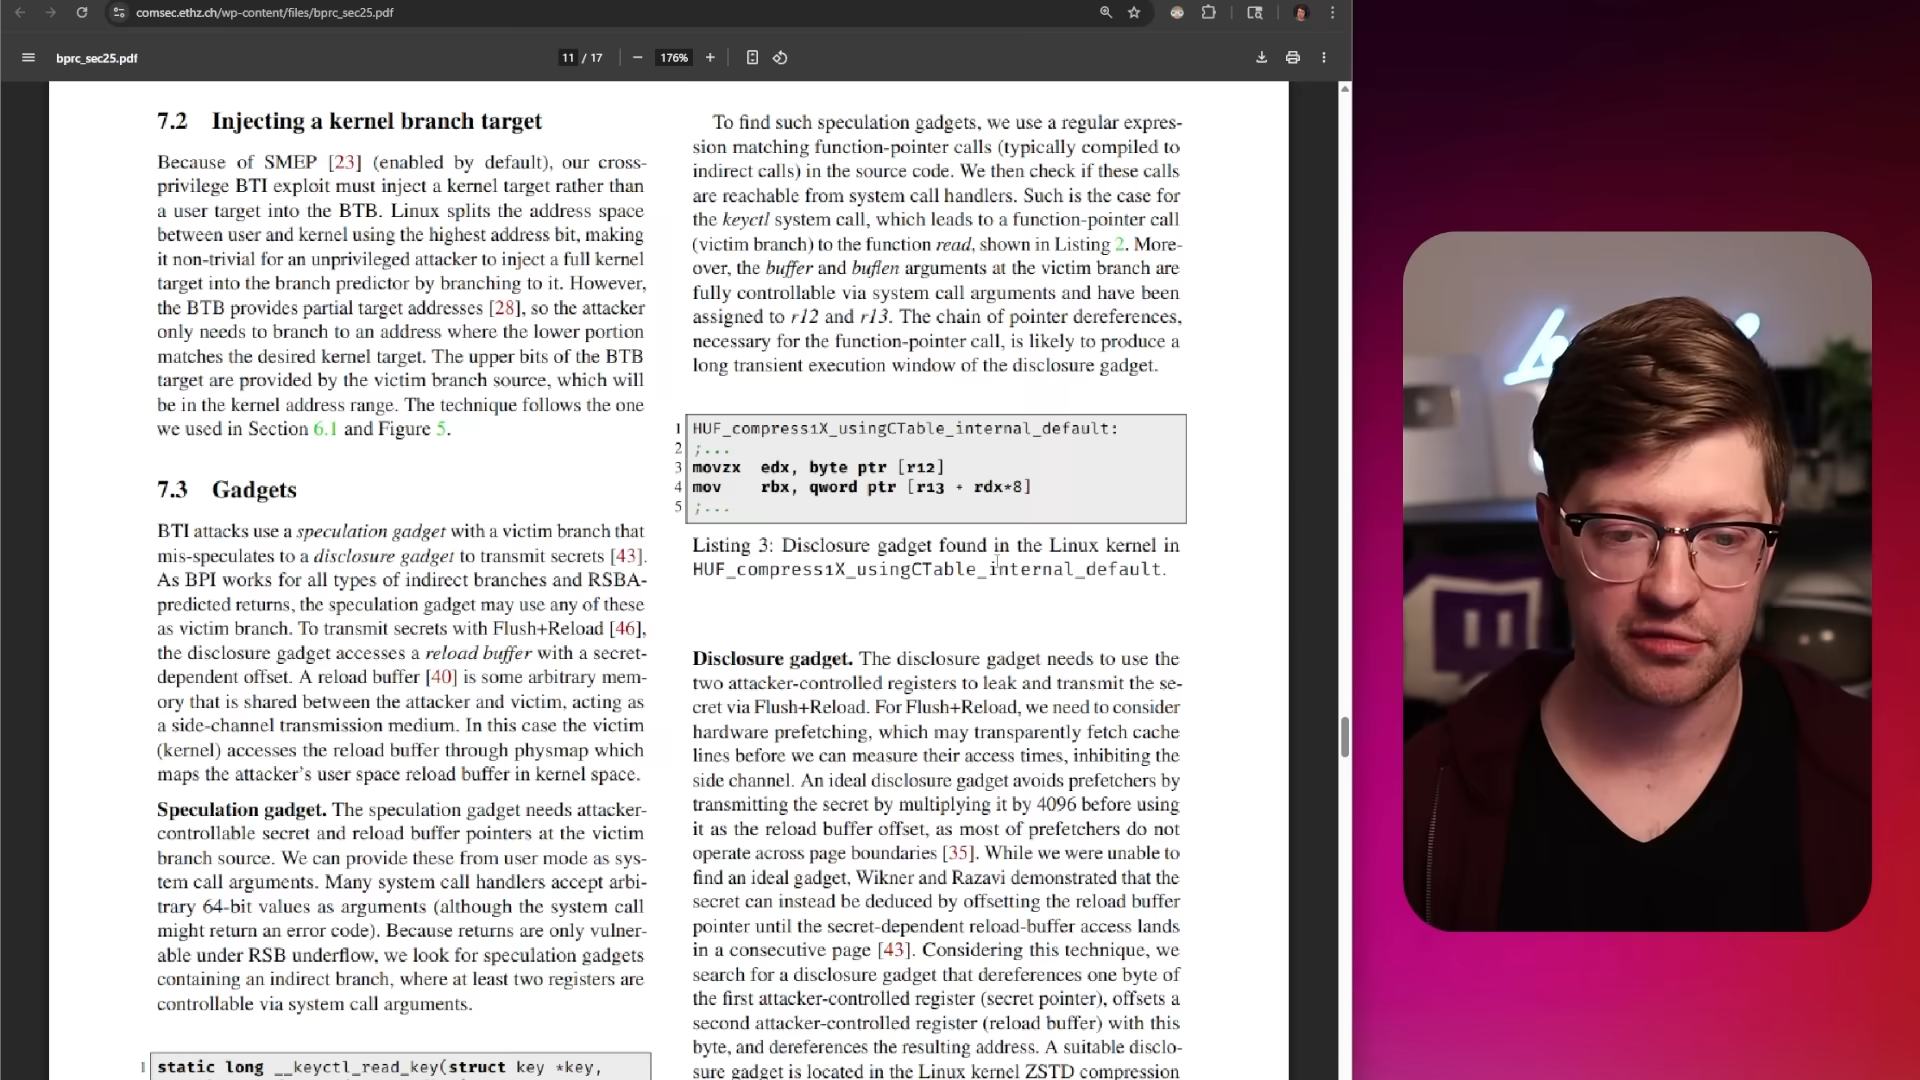 comsec.ethz.ch/wp-content/files/bprc_sec25.pdf
bprc_sec25.pdf
11 / 17
176%
7.2 Injecting a kernel branch target
Because of SMEP [23] (enabled by default), our cross-
privilege BTI exploit must inject a kernel target rather than
a user target into the BTB. Linux splits the address space
between user and kernel using the highest address bit, making
it non-trivial for an unprivileged attacker to inject a full kernel
target into the branch predictor by branching to it. However,
the BTB provides partial target addresses [28], so the attacker
only needs to branch to an address where the lower portion
matches the desired kernel target. The upper bits of the BTB
target are provided by the victim branch source, which will
be in the kernel address range. The technique follows the one
we used in Section 6.1 and Figure 5.
7.3 Gadgets
BTI attacks use a speculation gadget with a victim branch that
mis-speculates to a disclosure gadget to transmit secrets [43].
As BPI works for all types of indirect branches and RSBA-
predicted returns, the speculation gadget may use any of these
as victim branch. To transmit secrets with Flush+Reload [46],
the disclosure gadget accesses a reload buffer with a secret-
dependent offset. A reload buffer [40] is some arbitrary mem-
ory that is shared between the attacker and victim, acting as
a side-channel transmission medium. In this case the victim
(kernel) accesses the reload buffer through physmap which
maps the attacker's user space reload buffer in kernel space.
Speculation gadget. The speculation gadget needs attacker-
controllable secret and reload buffer pointers at the victim
branch source. We can provide these from user mode as sys-
tem call arguments. Many system call handlers accept arbi-
trary 64-bit values as arguments (although the system call
might return an error code). Because returns are only vulner-
able under RSB underflow, we look for speculation gadgets
containing an indirect branch, where at least two registers are
controllable via system call arguments.
1 static long __keyctl_read_key(struct key *key,
To find such speculation gadgets, we use a regular expres-
sion matching function-pointer calls (typically compiled to
indirect calls) in the source code. We then check if these calls
are reachable from system call handlers. Such is the case for
the keyctl system call, which leads to a function-pointer call
(victim branch) to the function read, shown in Listing 2. More-
over, the buffer and buflen arguments at the victim branch are
fully controllable via system call arguments and have been
assigned to r12 and r13. The chain of pointer dereferences,
necessary for the function-pointer call, is likely to produce a
long transient execution window of the disclosure gadget.
1 HUF_compress1X_usingCTable_internal_default:
2 ;...
3 movzx edx, byte ptr [r12]
4 mov rbx, qword ptr [r13 + rdx*8]
5 ;...
Listing 3: Disclosure gadget found in the Linux kernel in
HUF_compress1X_usingCTable_internal_default.
Disclosure gadget. The disclosure gadget needs to use the
two attacker-controlled registers to leak and transmit the se-
cret via Flush+Reload. For Flush+Reload, we need to consider
hardware prefetching, which may transparently fetch cache
lines before we can measure their access times, inhibiting the
side channel. An ideal disclosure gadget avoids prefetchers by
transmitting the secret by multiplying it by 4096 before using
it as the reload buffer offset, as most of prefetchers do not
operate across page boundaries [35]. While we were unable to
find an ideal gadget, Wikner and Razavi demonstrated that the
secret can instead be deduced by offsetting the reload buffer
pointer until the secret-dependent reload-buffer access lands
in a consecutive page [43]. Considering this technique, we
search for a disclosure gadget that dereferences one byte of
the first attacker-controlled register (secret pointer), offsets a
second attacker-controlled register (reload buffer) with this
byte, and dereferences the resulting address. A suitable disclo-
sure gadget is located in the Linux kernel ZSTD compression